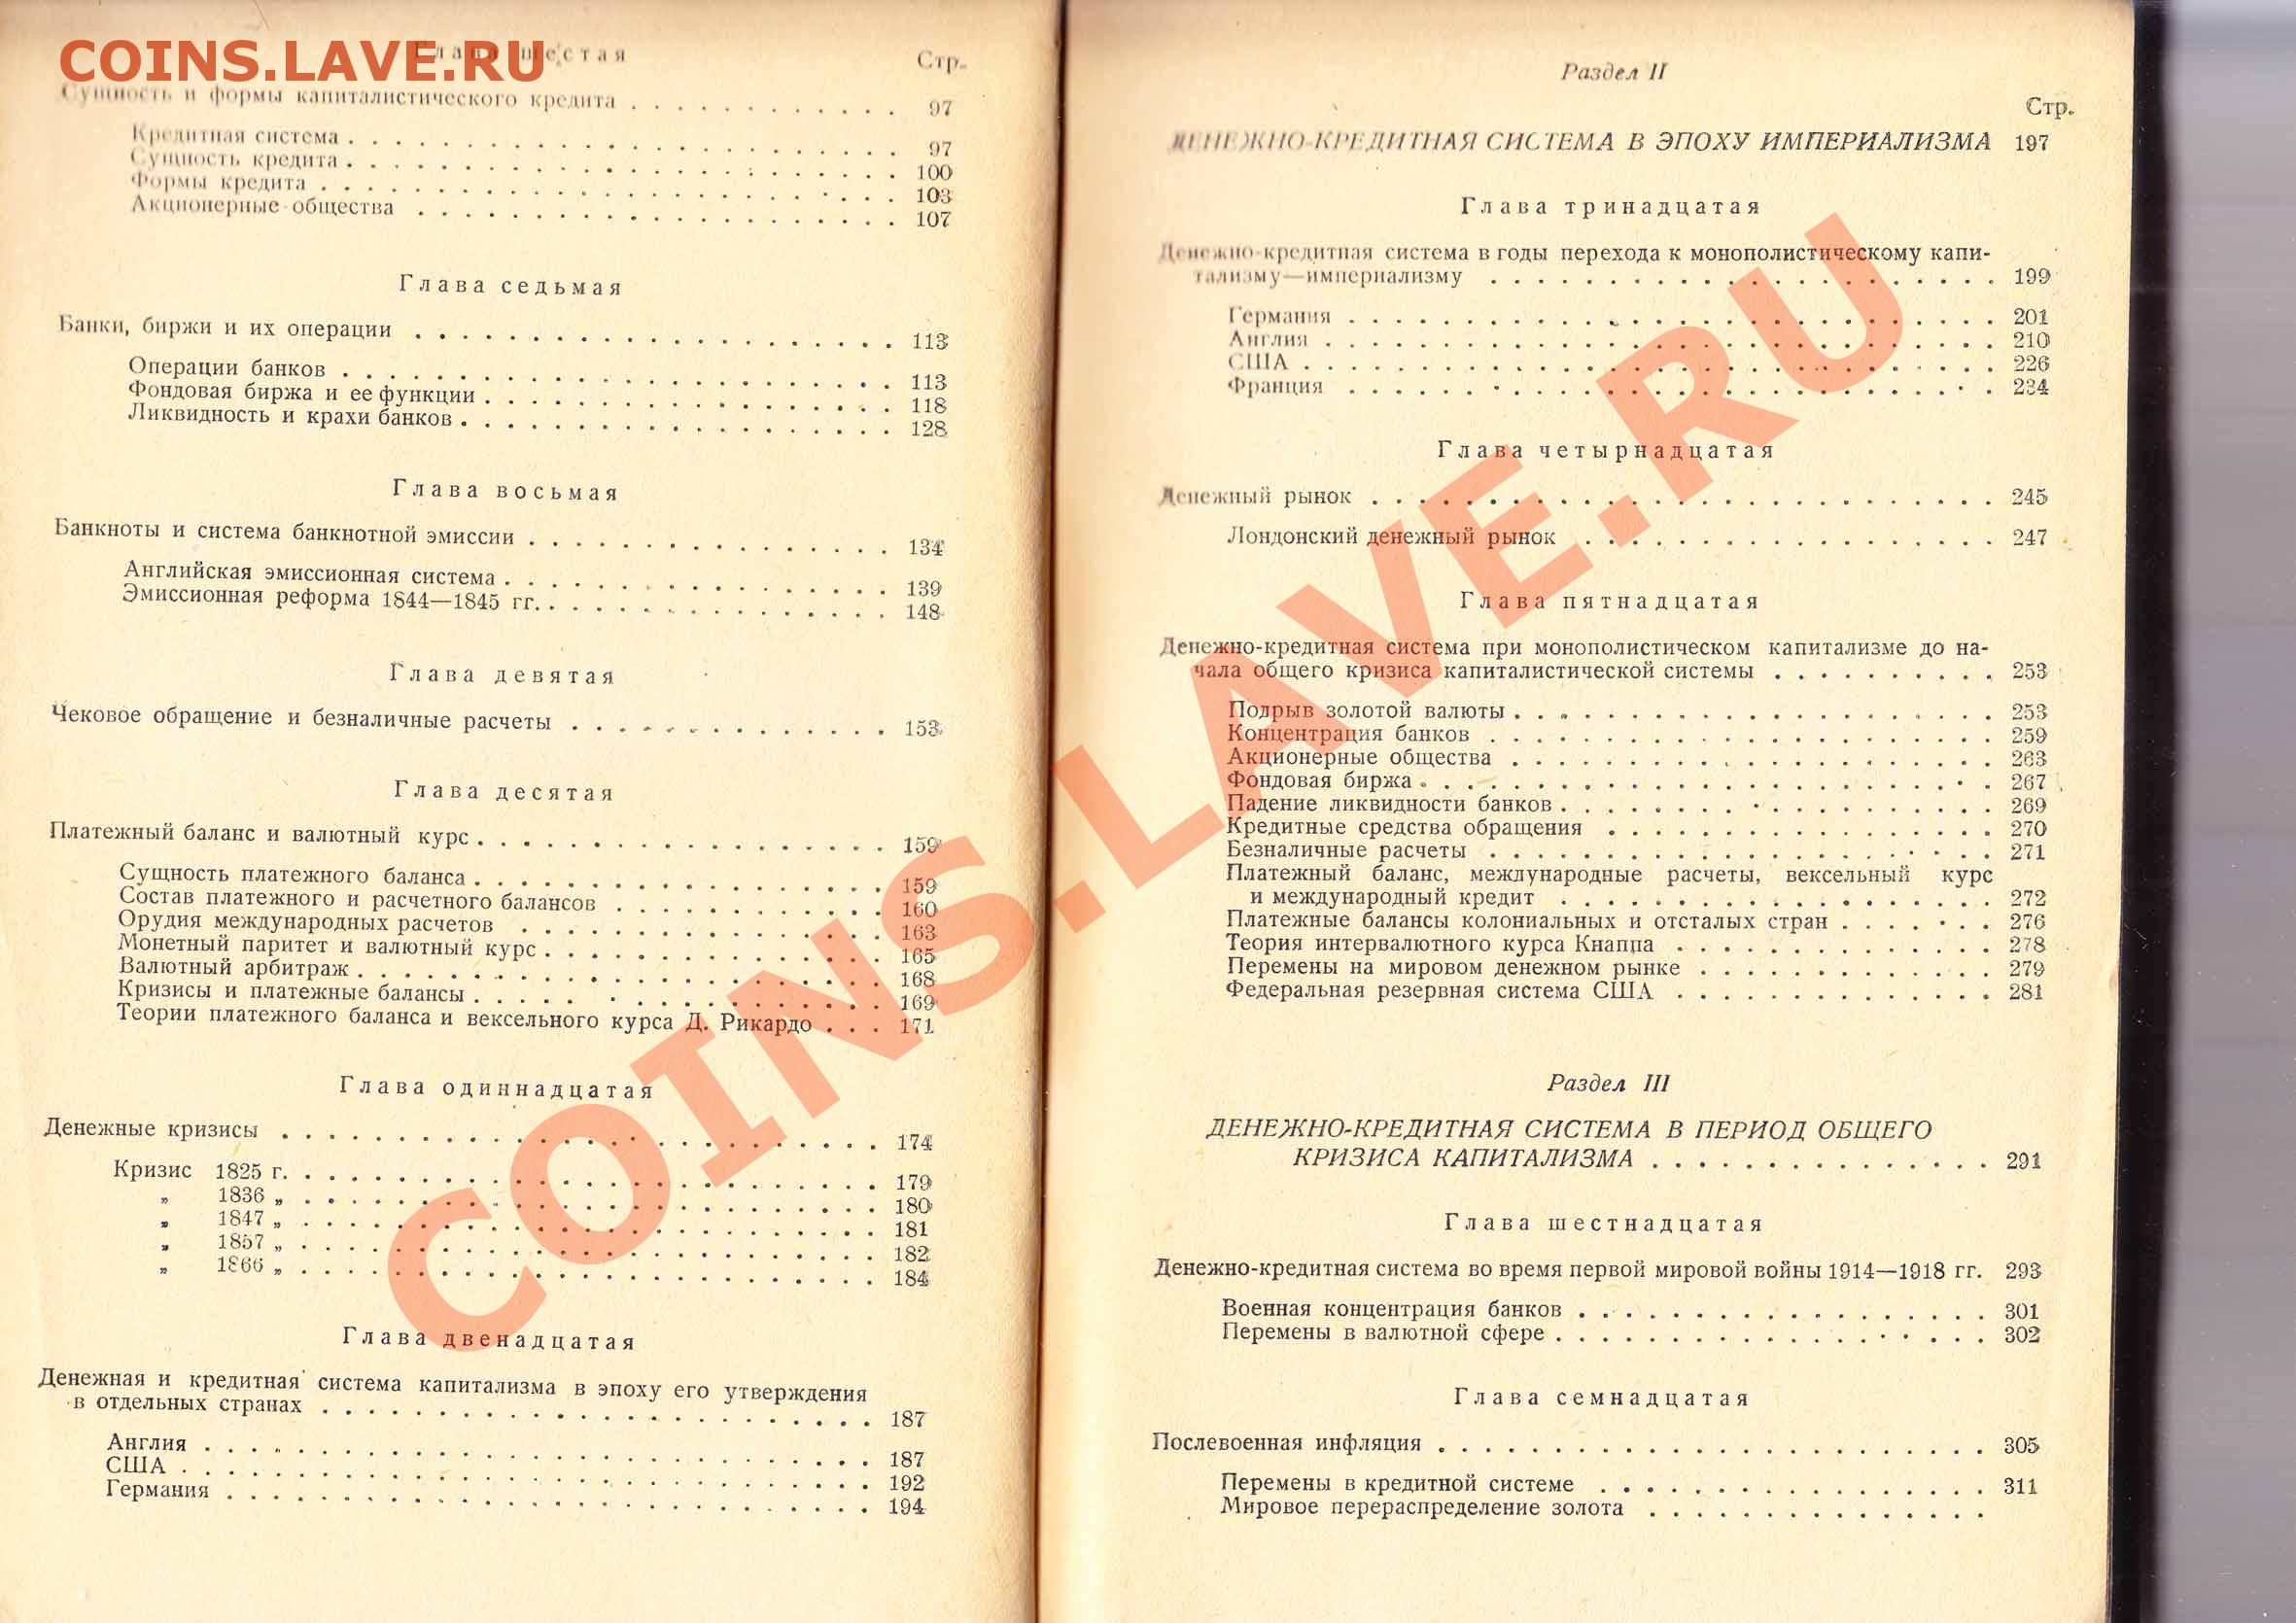 COINS.LAVE.RU
Глава шестая
Стр.
Сущность и формы капиталистического кредита . . . . . . . . . . . . 97
Кредитная система . . . . . . . . . . . . . . . . . . . . . . . . 97
Сущность кредита . . . . . . . . . . . . . . . . . . . . . . . . 100
Формы кредита . . . . . . . . . . . . . . . . . . . . . . . . . 103
Акционерные общества . . . . . . . . . . . . . . . . . . . . . 107
Глава седьмая
Банки, биржи и их операции . . . . . . . . . . . . . . . . . . . . . 113
Операции банков . . . . . . . . . . . . . . . . . . . . . . . . 113
Фондовая биржа и ее функции . . . . . . . . . . . . . . . . . . 118
Ликвидность и крахи банков . . . . . . . . . . . . . . . . . . . 128
Глава восьмая
Банкноты и система банкнотной эмиссии . . . . . . . . . . . . . . . . 134
Английская эмиссионная система . . . . . . . . . . . . . . . . . 139
Эмиссионная реформа 1844—1845 гг. . . . . . . . . . . . . . . . 148
Глава девятая
Чековое обращение и безналичные расчеты . . . . . . . . . . . . . . 153
Глава десятая
Платежный баланс и валютный курс . . . . . . . . . . . . . . . . . . 159
Сущность платежного баланса . . . . . . . . . . . . . . . . . . 159
Состав платежного и расчетного балансов . . . . . . . . . . . . 160
Орудия международных расчетов . . . . . . . . . . . . . . . . 163
Монетный паритет и валютный курс . . . . . . . . . . . . . . . 165
Валютный арбитраж . . . . . . . . . . . . . . . . . . . . . . . 168
Кризисы и платежные балансы . . . . . . . . . . . . . . . . . . 169
Теории платежного баланса и вексельного курса Д. Рикардо . . . 171
Глава одиннадцатая
Денежные кризисы . . . . . . . . . . . . . . . . . . . . . . . . . . 174
Кризис 1825 г. . . . . . . . . . . . . . . . . . . . . . . . . . 179
„ 1836 „ . . . . . . . . . . . . . . . . . . . . . . . . . 180
„ 1847 „ . . . . . . . . . . . . . . . . . . . . . . . . . 181
„ 1857 „ . . . . . . . . . . . . . . . . . . . . . . . . . 182
„ 1866 „ . . . . . . . . . . . . . . . . . . . . . . . . . 184
Глава двенадцатая
Денежная и кредитная система капитализма в эпоху его утверждения
в отдельных странах . . . . . . . . . . . . . . . . . . . . . . . . 187
Англия . . . . . . . . . . . . . . . . . . . . . . . . . . . . . 187
США . . . . . . . . . . . . . . . . . . . . . . . . . . . . . . 192
Германия . . . . . . . . . . . . . . . . . . . . . . . . . . . . 194
Раздел II
Стр.
ДЕНЕЖНО-КРЕДИТНАЯ СИСТЕМА В ЭПОХУ ИМПЕРИАЛИЗМА 197
Глава тринадцатая
Денежно-кредитная система в годы перехода к монополистическому капи-
тализму—империализму . . . . . . . . . . . . . . . . . . . . . . 199
Германия . . . . . . . . . . . . . . . . . . . . . . . . . . . . 201
Англия . . . . . . . . . . . . . . . . . . . . . . . . . . . . . 210
США . . . . . . . . . . . . . . . . . . . . . . . . . . . . . . 226
Франция . . . . . . . . . . . . . . . . . . . . . . . . . . . . 234
Глава четырнадцатая
Денежный рынок . . . . . . . . . . . . . . . . . . . . . . . . . . . 245
Лондонский денежный рынок . . . . . . . . . . . . . . . . . . 247
Глава пятнадцатая
Денежно-кредитная система при монополистическом капитализме до на-
чала общего кризиса капиталистической системы . . . . . . . . . . 253
Подрыв золотой валюты . . . . . . . . . . . . . . . . . . . . . 253
Концентрация банков . . . . . . . . . . . . . . . . . . . . . . 259
Акционерные общества . . . . . . . . . . . . . . . . . . . . . 263
Фондовая биржа . . . . . . . . . . . . . . . . . . . . . . . . 267
Падение ликвидности банков . . . . . . . . . . . . . . . . . . . 269
Кредитные средства обращения . . . . . . . . . . . . . . . . . 270
Безналичные расчеты . . . . . . . . . . . . . . . . . . . . . . 271
Платежный баланс, международные расчеты, вексельный курс
и международный кредит . . . . . . . . . . . . . . . . . . . 272
Платежные балансы колониальных и отсталых стран . . . . . . . 276
Теория интервалютного курса Кнаппа . . . . . . . . . . . . . . 278
Перемены на мировом денежном рынке . . . . . . . . . . . . . 279
Федеральная резервная система США . . . . . . . . . . . . . . 281
Раздел III
ДЕНЕЖНО-КРЕДИТНАЯ СИСТЕМА В ПЕРИОД ОБЩЕГО
КРИЗИСА КАПИТАЛИЗМА . . . . . . . . . . . . . . . 291
Глава шестнадцатая
Денежно-кредитная система во время первой мировой войны 1914—1918 гг. 293
Военная концентрация банков . . . . . . . . . . . . . . . . . . 301
Перемены в валютной сфере . . . . . . . . . . . . . . . . . . . 302
Глава семнадцатая
Послевоенная инфляция . . . . . . . . . . . . . . . . . . . . . . . . 305
Перемены в кредитной системе . . . . . . . . . . . . . . . . . 311
Мировое перераспределение золота . . . . . . . . . . . . . . .
COINS.LAVE.RU